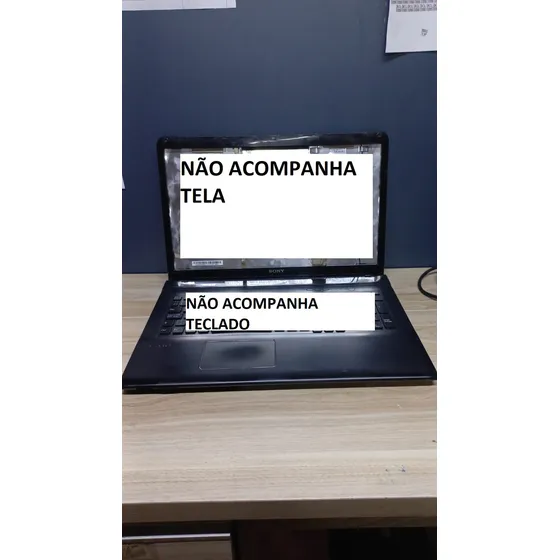 NÃO ACOMPANHA
TELA
SONY
NÃO ACOMPANHA
TECLADO